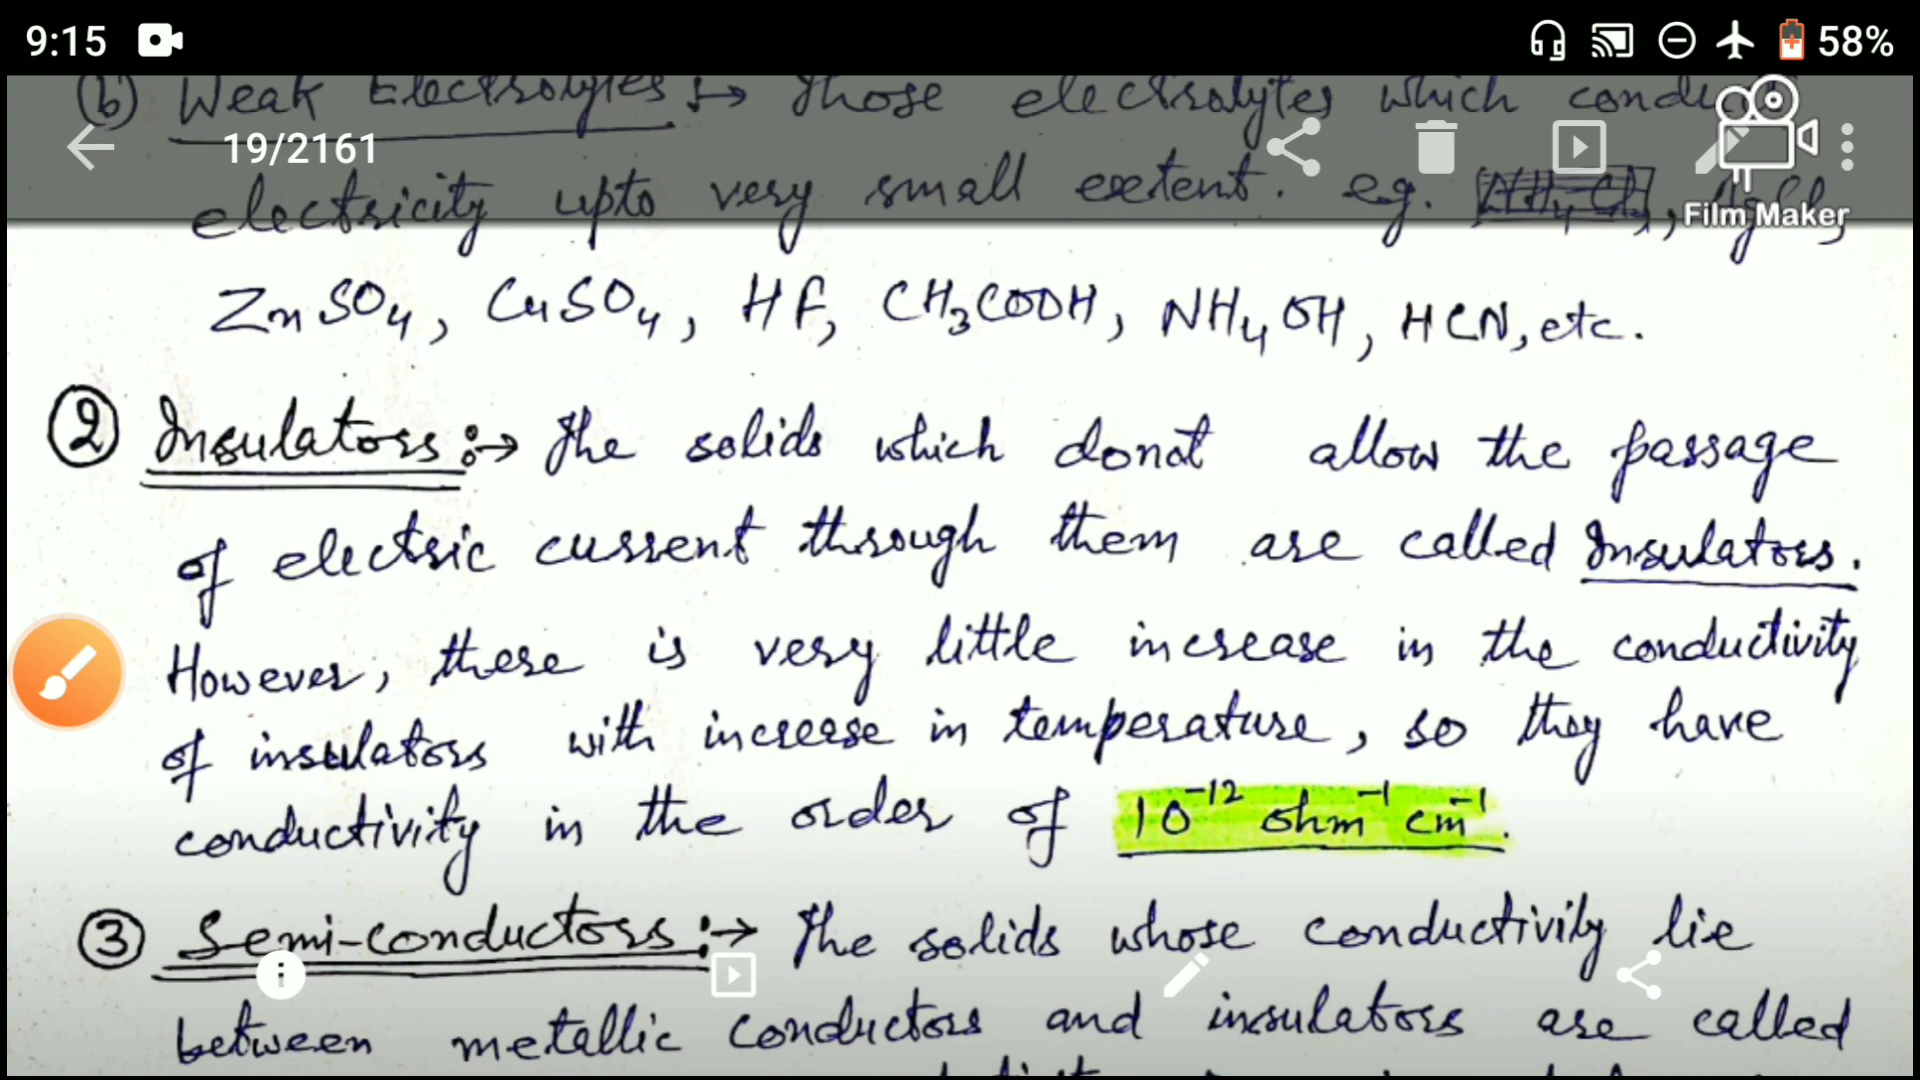 9:15 58%
(b) Weak Electrolytes :→ Those electrolytes which conduct
19/2161
electricity upto very small extent. eg. NH4Cl, HgCl2,
Film Maker
ZnSO4, CuSO4, HF, CH3COOH, NH4OH, HCN, etc.
② Insulators :→ The solids which donot allow the passage
of electric current through them are called Insulators.
However, there is very little increase in the conductivity
of insulators with increase in temperature, so they have
conductivity in the order of 10⁻¹² ohm⁻¹ cm⁻¹.
③ Semi-conductors :→ The solids whose conductivity lie
between metallic conductors and insulators are called